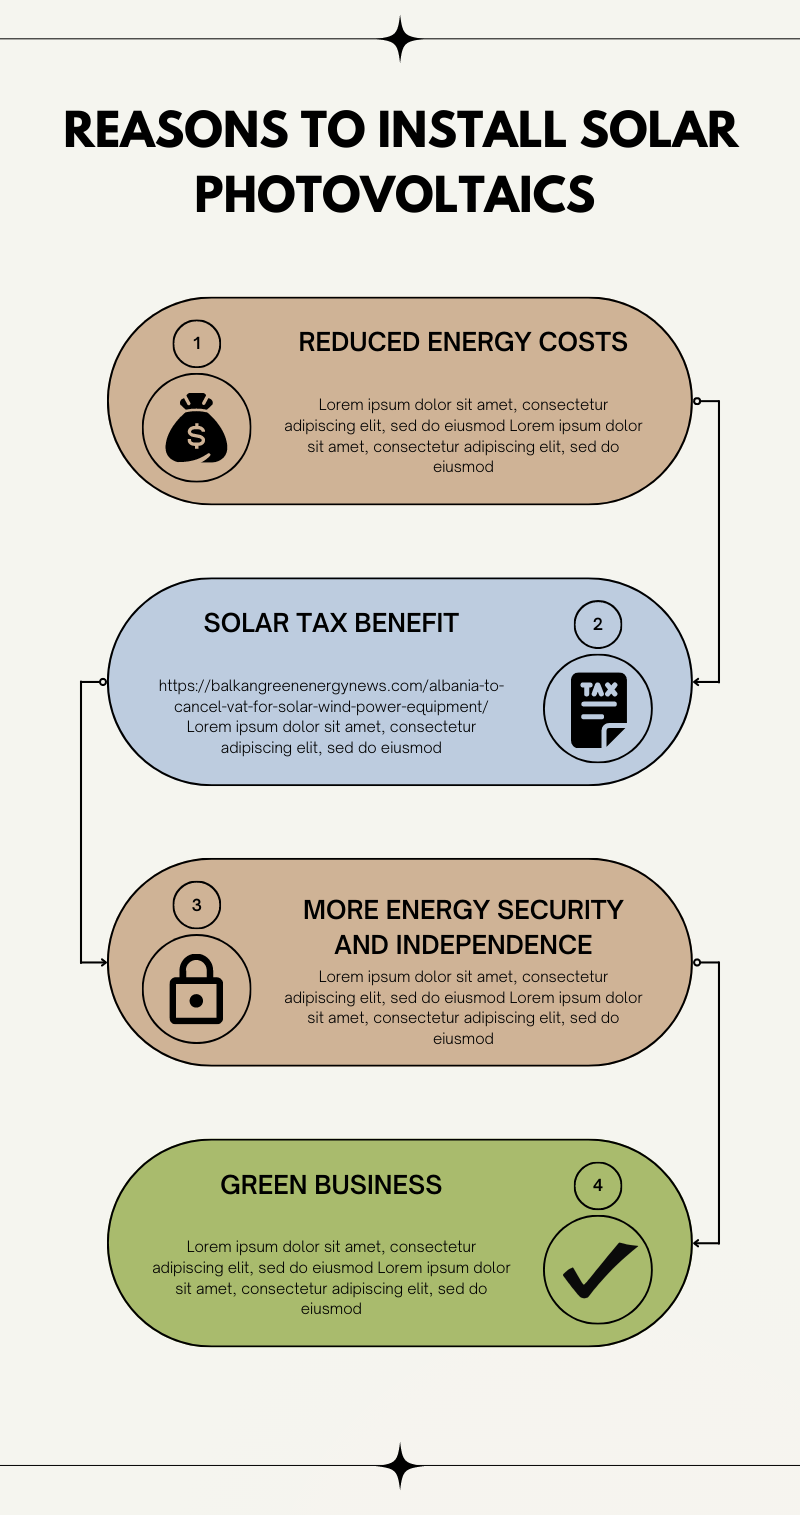 REASONS TO INSTALL SOLAR
PHOTOVOLTAICS
1
REDUCED ENERGY COSTS
$
Lorem ipsum dolor sit amet, consectetur
adipiscing elit, sed do eiusmod Lorem ipsum dolor
sit amet, consectetur adipiscing elit, sed do
eiusmod
SOLAR TAX BENEFIT
2
TAX
https://balkangreenenergynews.com/albania-to-
cancel-vat-for-solar-wind-power-equipment/
Lorem ipsum dolor sit amet, consectetur
adipiscing elit, sed do eiusmod
3
MORE ENERGY SECURITY
AND INDEPENDENCE
Lorem ipsum dolor sit amet, consectetur
adipiscing elit, sed do eiusmod Lorem ipsum dolor
sit amet, consectetur adipiscing elit, sed do
eiusmod
GREEN BUSINESS
4
Lorem ipsum dolor sit amet, consectetur
adipiscing elit, sed do eiusmod Lorem ipsum dolor
sit amet, consectetur adipiscing elit, sed do
eiusmod